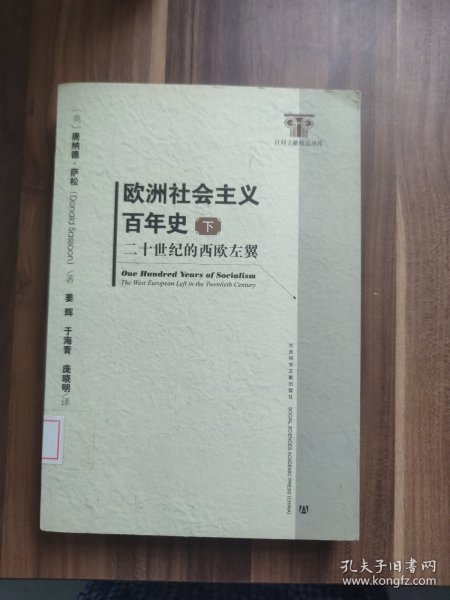 社科文献精品译库
欧洲社会主义
百年史 下
二十世纪的西欧左翼
One Hundred Years of Socialism
The West European Left in the Twentieth Century
[英]唐纳德·萨松(Donald Sassoon)/著
姜 辉 于海青 庞晓明/译
社会科学文献出版社
SOCIAL SCIENCES ACADEMIC PRESS (CHINA)
孔夫子旧书网
www.kongfz.com